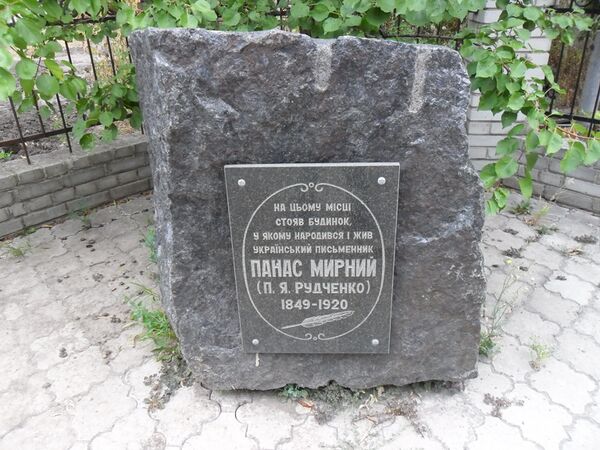 НА ЦЬОМУ МІСЦІ
СТОЯВ БУДИНОК,
У ЯКОМУ НАРОДИВСЯ І ЖИВ
УКРАЇНСЬКИЙ ПИСЬМЕННИК
ПАНАС МИРНИЙ
(П. Я. РУДЧЕНКО)
1849-1920